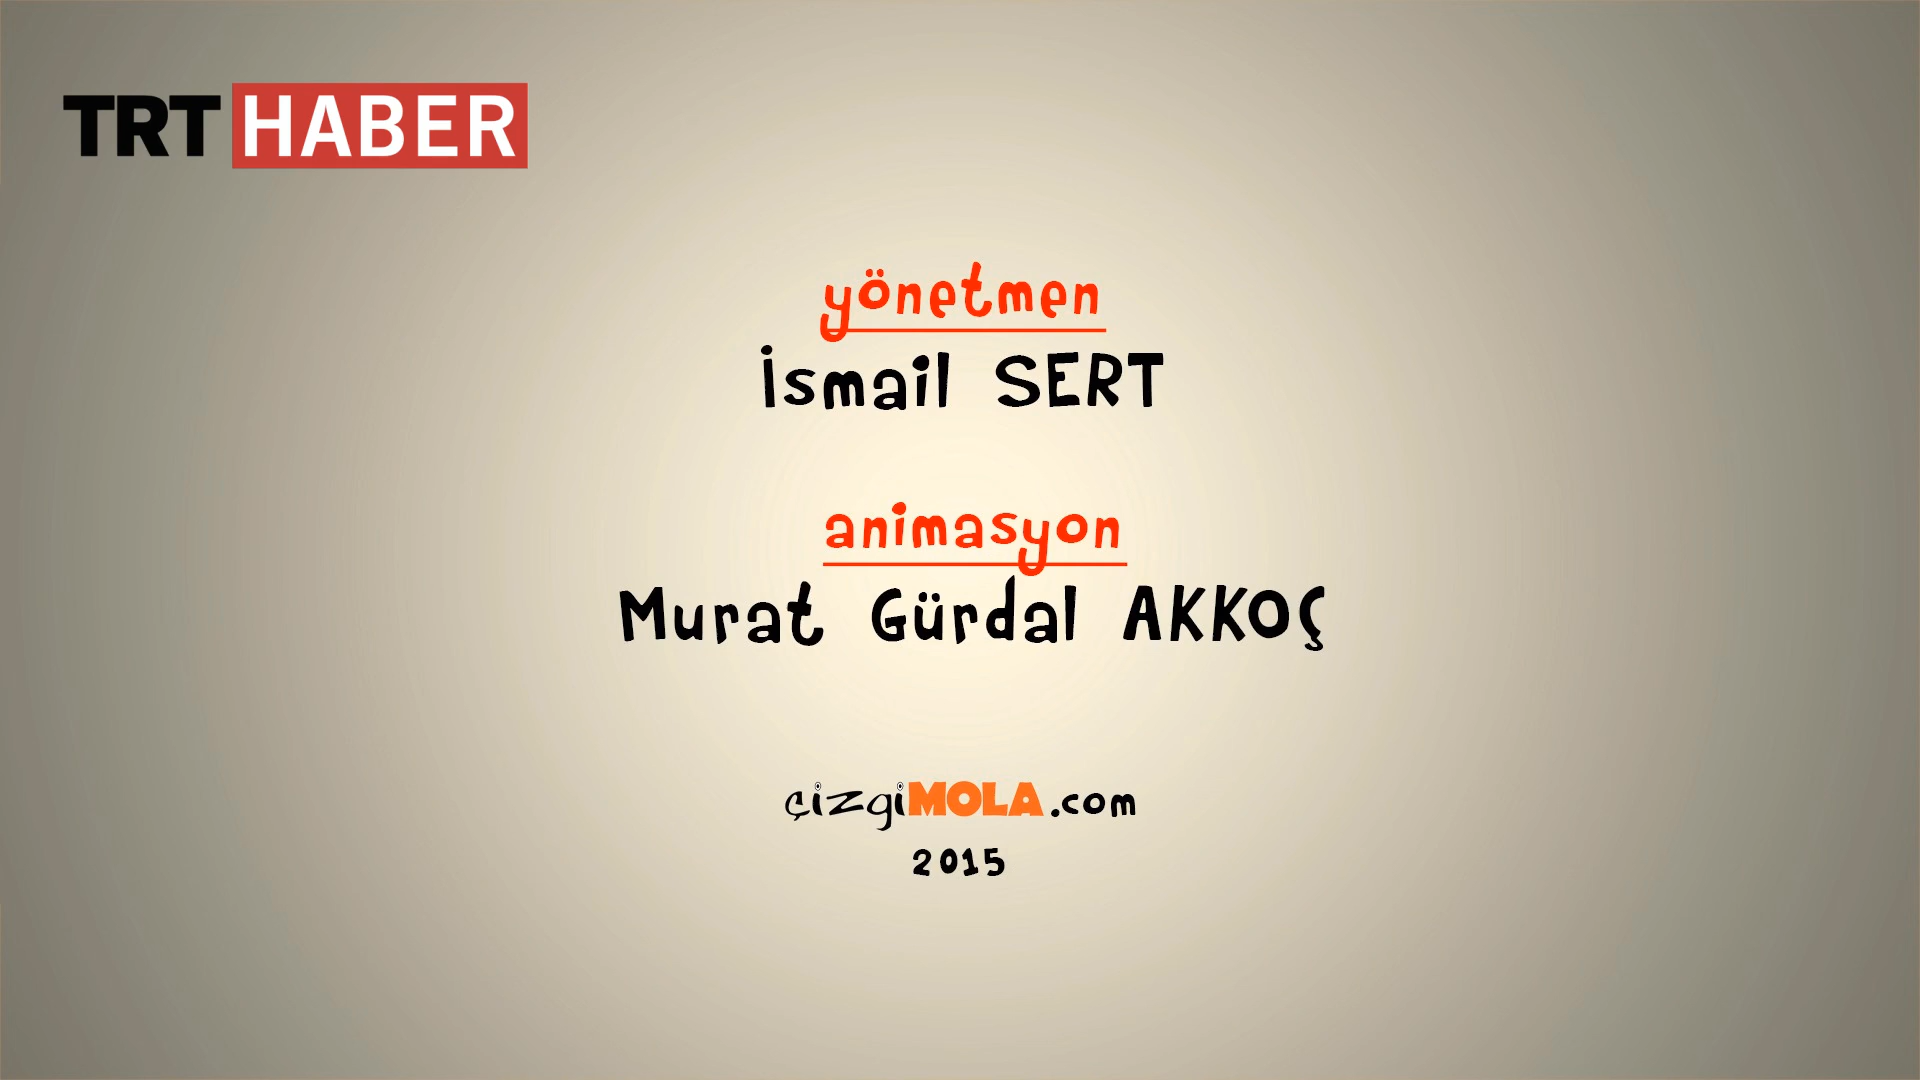 TRT HABER
yönetmen
İsmail SERT
animasyon
Murat Gürdal AKKOÇ
çizgiMOLA.com
2015